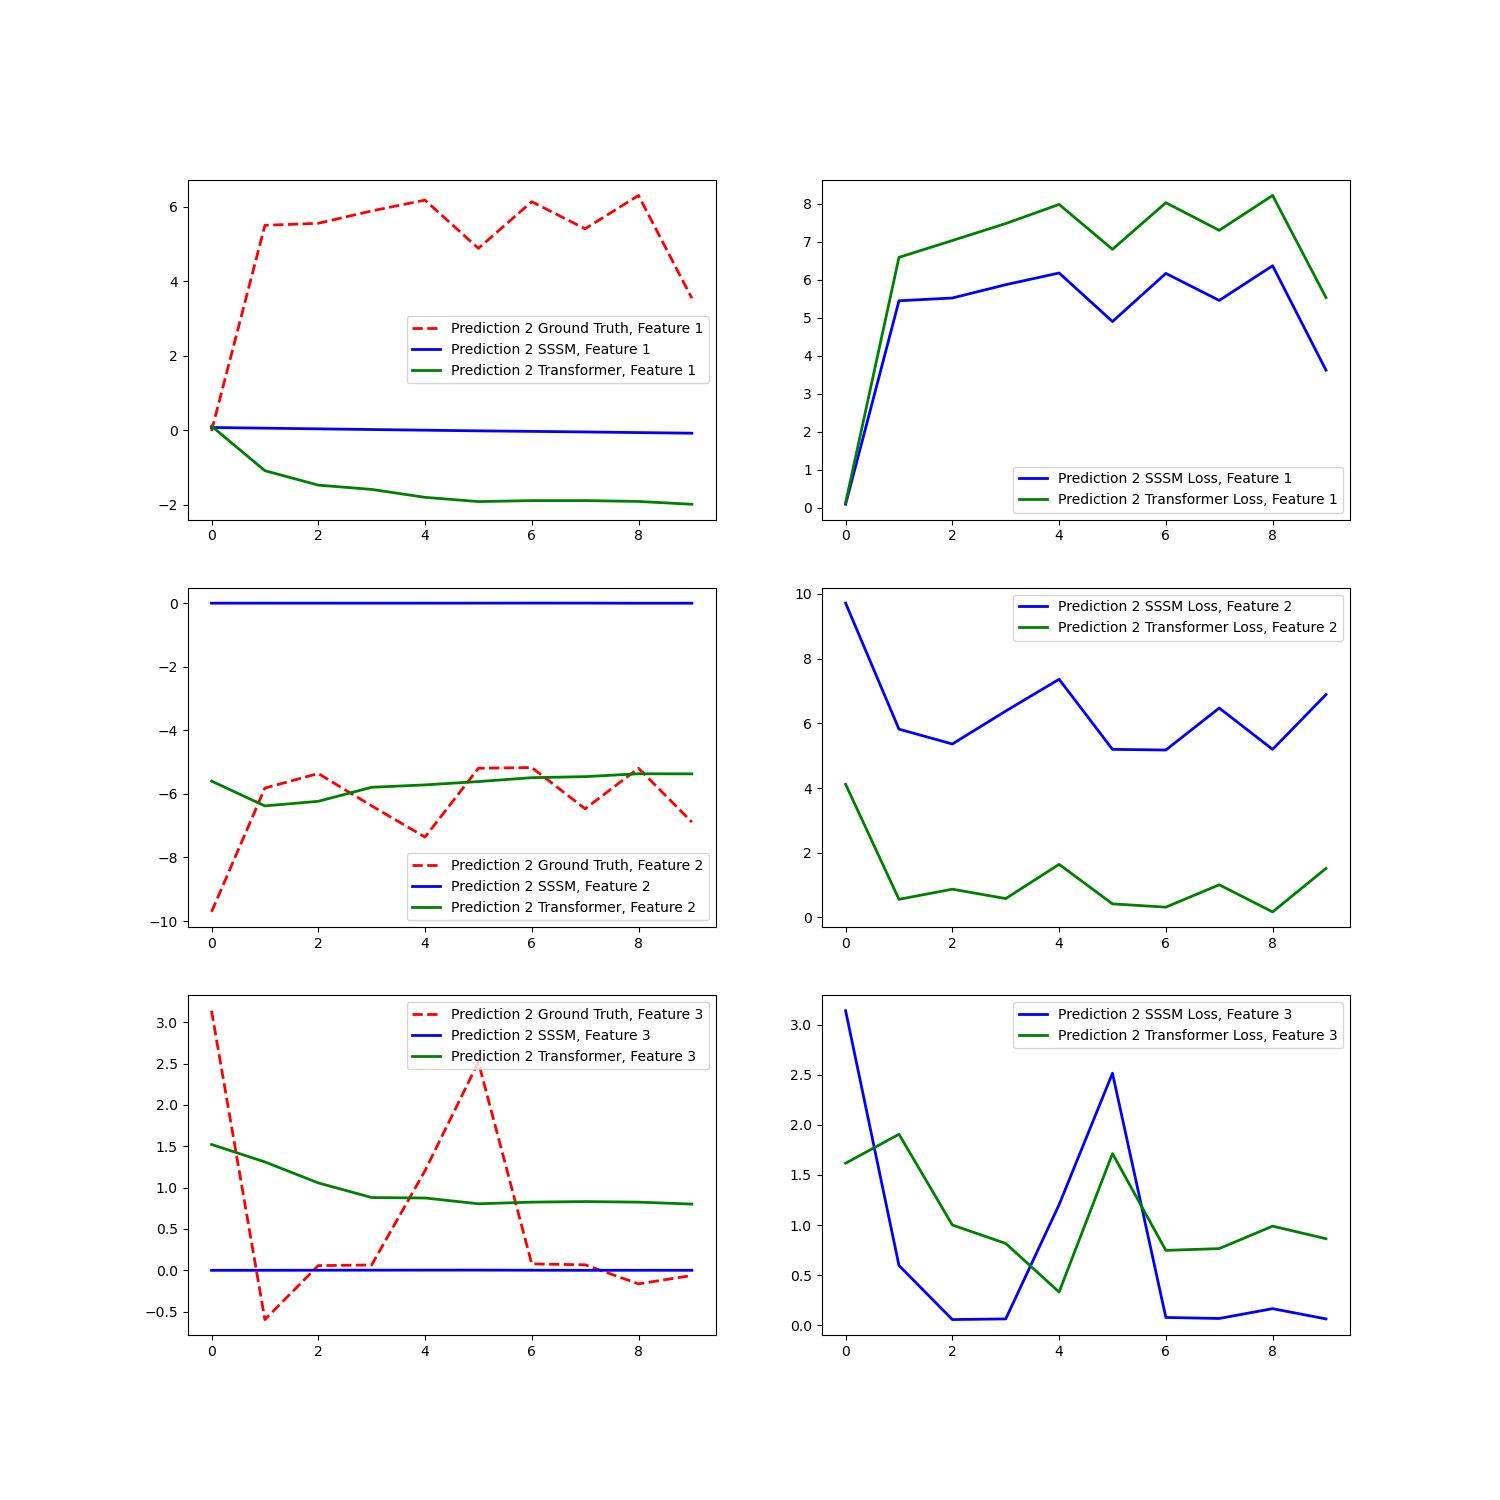 6
4
2
0
−2
0 2 4 6 8
Prediction 2 Ground Truth, Feature 1
Prediction 2 SSSM, Feature 1
Prediction 2 Transformer, Feature 1
8
7
6
5
4
3
2
1
0
0 2 4 6 8
Prediction 2 SSSM Loss, Feature 1
Prediction 2 Transformer Loss, Feature 1
0
−2
−4
−6
−8
−10
0 2 4 6 8
Prediction 2 Ground Truth, Feature 2
Prediction 2 SSSM, Feature 2
Prediction 2 Transformer, Feature 2
10
8
6
4
2
0
0 2 4 6 8
Prediction 2 SSSM Loss, Feature 2
Prediction 2 Transformer Loss, Feature 2
3.0
2.5
2.0
1.5
1.0
0.5
0.0
−0.5
0 2 4 6 8
Prediction 2 Ground Truth, Feature 3
Prediction 2 SSSM, Feature 3
Prediction 2 Transformer, Feature 3
3.0
2.5
2.0
1.5
1.0
0.5
0.0
0 2 4 6 8
Prediction 2 SSSM Loss, Feature 3
Prediction 2 Transformer Loss, Feature 3